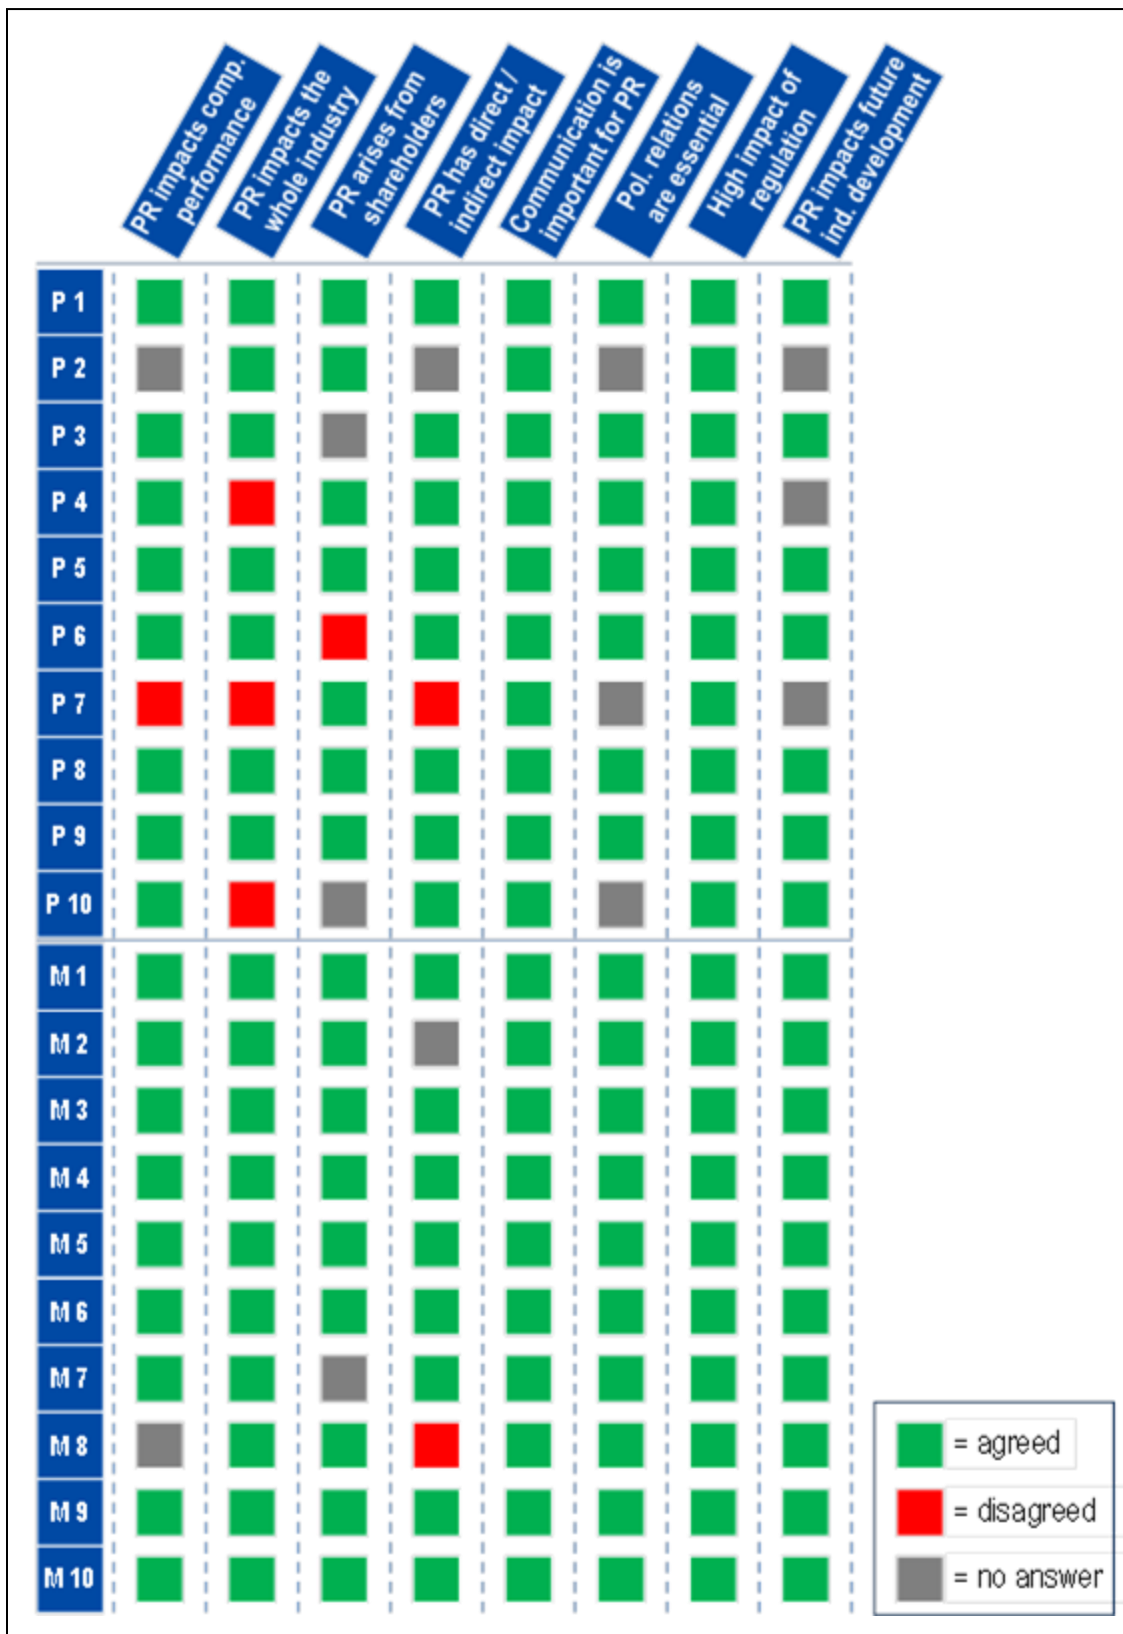 PR impacts comp.
performance
PR impacts the
whole industry
PR arises from
shareholders
PR has direct /
indirect impact
Communication is
important for PR
Pol. relations
are essential
High impact of
regulation
PR impacts future
ind. development
P 1
P 2
P 3
P 4
P 5
P 6
P 7
P 8
P 9
P 10
M 1
M 2
M 3
M 4
M 5
M 6
M 7
M 8
M 9
M 10
= agreed
= disagreed
= no answer